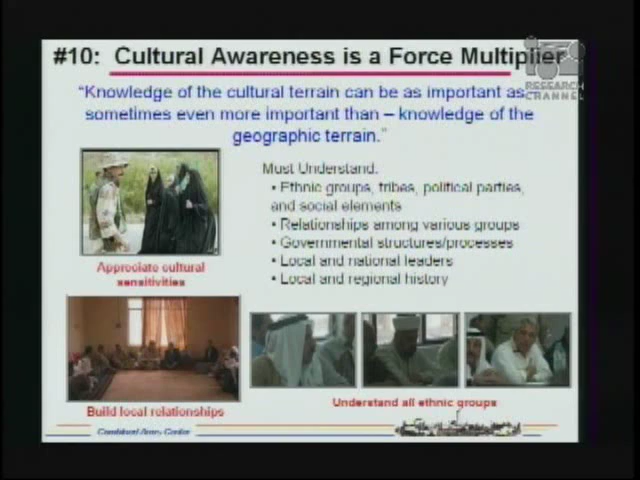 #10: Cultural Awareness is a Force Multiplier
RESEARCH
CHANNEL
“Knowledge of the cultural terrain can be as important as,
sometimes even more important than – knowledge of the
geographic terrain.”
Must Understand:
• Ethnic groups, tribes, political parties,
and social elements
• Relationships among various groups
• Governmental structures/processes
• Local and national leaders
• Local and regional history
Appreciate cultural
sensitivities
Build local relationships
Understand all ethnic groups
Combined Arms Center